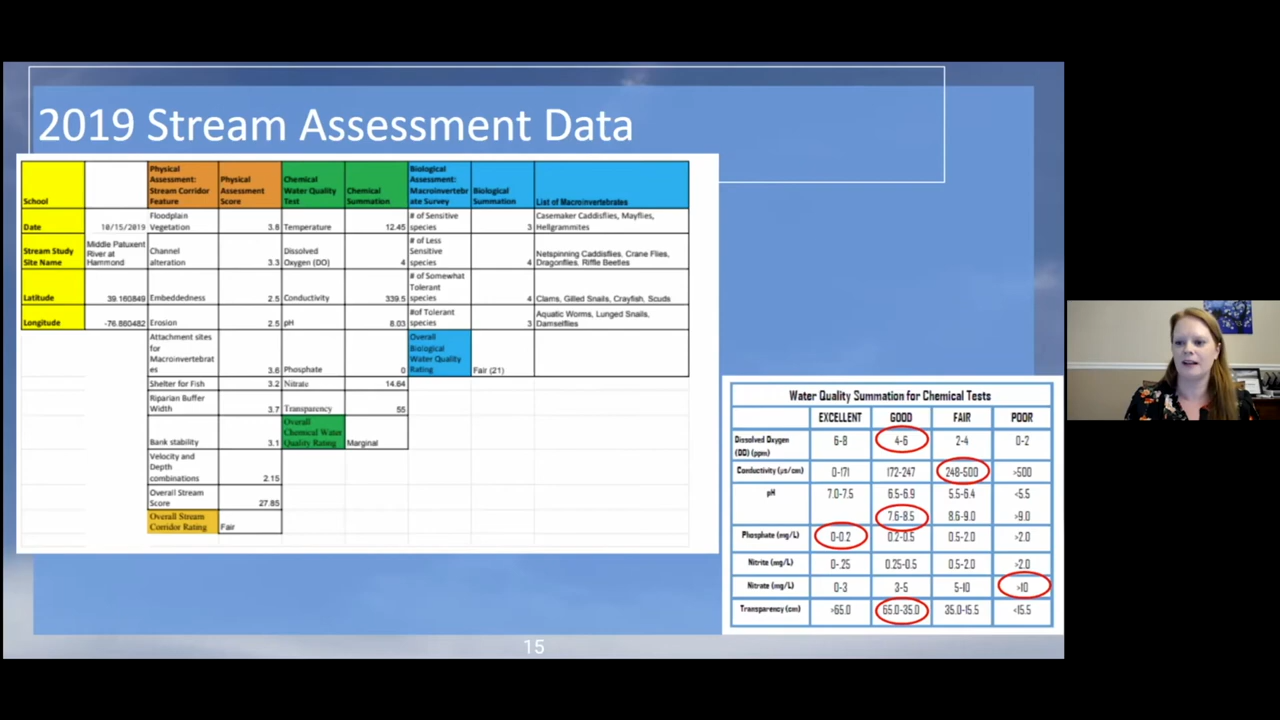 2019 Stream Assessment Data
School
Physical
Assessment:
Stream Corridor
Feature
Physical
Assessment
Score
Chemical
Water Quality
Test
Chemical
Summation
Biological
Assessment:
Macroinvertebr
ate Survey
Biological
Summation
List of Macroinvertebrates
Date
10/15/2019
Floodplain
Vegetation
3.8
Temperature
12.45
# of Sensitive
species
3
Casemaker Caddisflies, Mayflies,
Hellgrammites
Stream Study
Site Name
Middle Patuxent
River at
Hammond
Channel
alteration
3.3
Dissolved
Oxygen (DO)
4
# of Less
Sensitive
species
4
Netspinning Caddisflies, Crane Flies,
Dragonflies, Riffle Beetles
Latitude
39.160849
Embeddedness
2.5
Conductivity
339.5
# of Somewhat
Tolerant
species
4
Clams, Gilled Snails, Crayfish, Scuds
Longitude
-76.860482
Erosion
2.5
pH
8.03
#of Tolerant
species
3
Aquatic Worms, Lunged Snails,
Damselflies
Attachment sites
for
Macroinvertebrat
es
3.6
Phosphate
0
Overall
Biological
Water Quality
Rating
Fair (21)
Shelter for Fish
3.2
Nitrate
14.64
Riparian Buffer
Width
3.7
Transparency
55
Bank stability
3.1
Overall
Chemical Water
Quality Rating
Marginal
Velocity and
Depth
combinations
2.15
Overall Stream
Score
27.85
Overall Stream
Corridor Rating
Fair
Water Quality Summation for Chemical Tests
EXCELLENT GOOD FAIR POOR
Dissolved Oxygen
(DO) (ppm)
6-8 4-6 2-4 0-2
Conductivity (µs/cm) 0-171 172-247 248-500 >500
pH 7.0-7.5 6.5-6.9 5.5-6.4 <5.5
7.6-8.5 8.6-9.0 >9.0
Phosphate (mg/L) 0-0.2 0.2-0.5 0.5-2.0 >2.0
Nitrite (mg/L) 0-.25 0.25-0.5 0.5-2.0 >2.0
Nitrate (mg/L) 0-3 3-5 5-10 >10
Transparency (cm) >65.0 65.0-35.0 35.0-15.5 <15.5
15